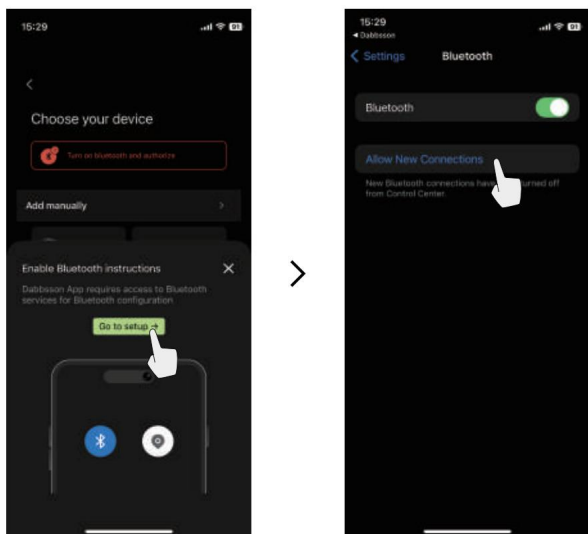 15:29
91
Choose your device
Turn on bluetooth and authorize
Add manually
Enable Bluetooth instructions
Dabbsson App requires access to Bluetooth
services for Bluetooth configuration
Go to setup →
15:29
91
◀ Dabbsson
Settings
Bluetooth
Bluetooth
Allow New Connections
New Bluetooth connections have turned off
from Control Center.